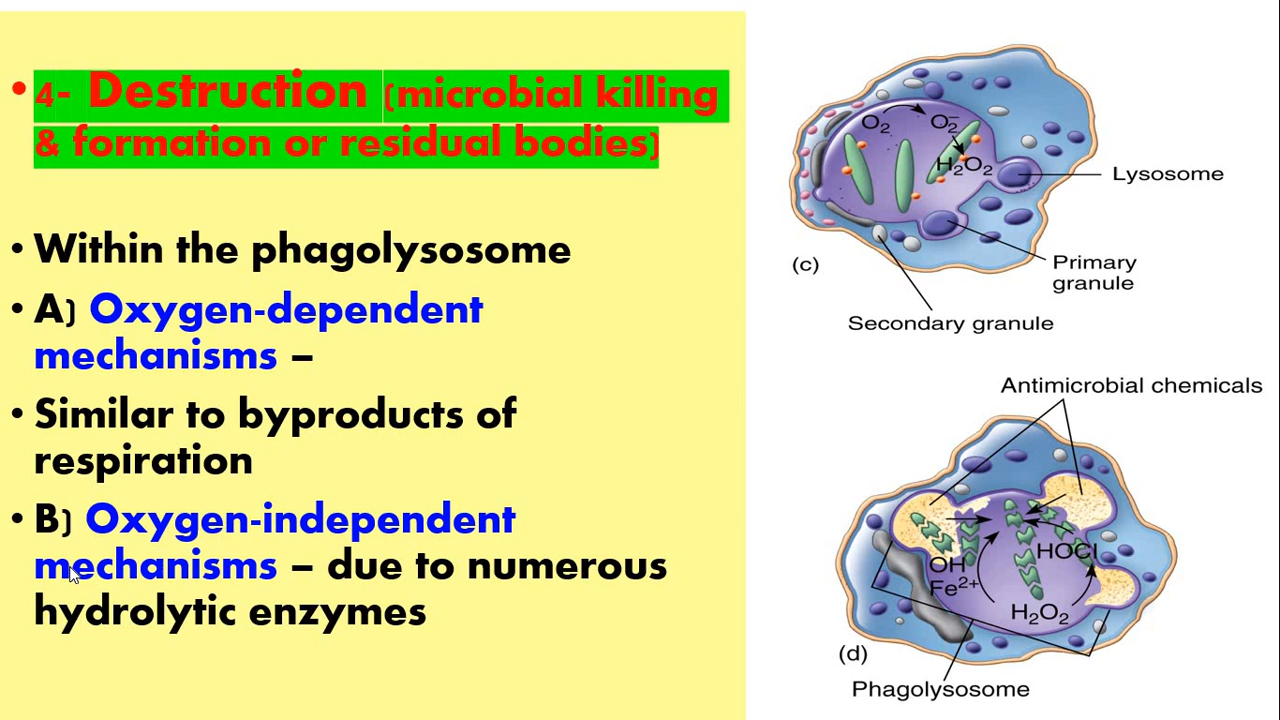 • 4- Destruction (microbial killing
& formation or residual bodies)
• Within the phagolysosome
• A) Oxygen-dependent
mechanisms –
• Similar to byproducts of
respiration
• B) Oxygen-independent
mechanisms – due to numerous
hydrolytic enzymes
O₂ O₂⁻
H₂O₂
Lysosome
Primary
granule
(c)
Secondary granule
Antimicrobial chemicals
HOCl
OH
Fe²⁺
H₂O₂
(d)
Phagolysosome